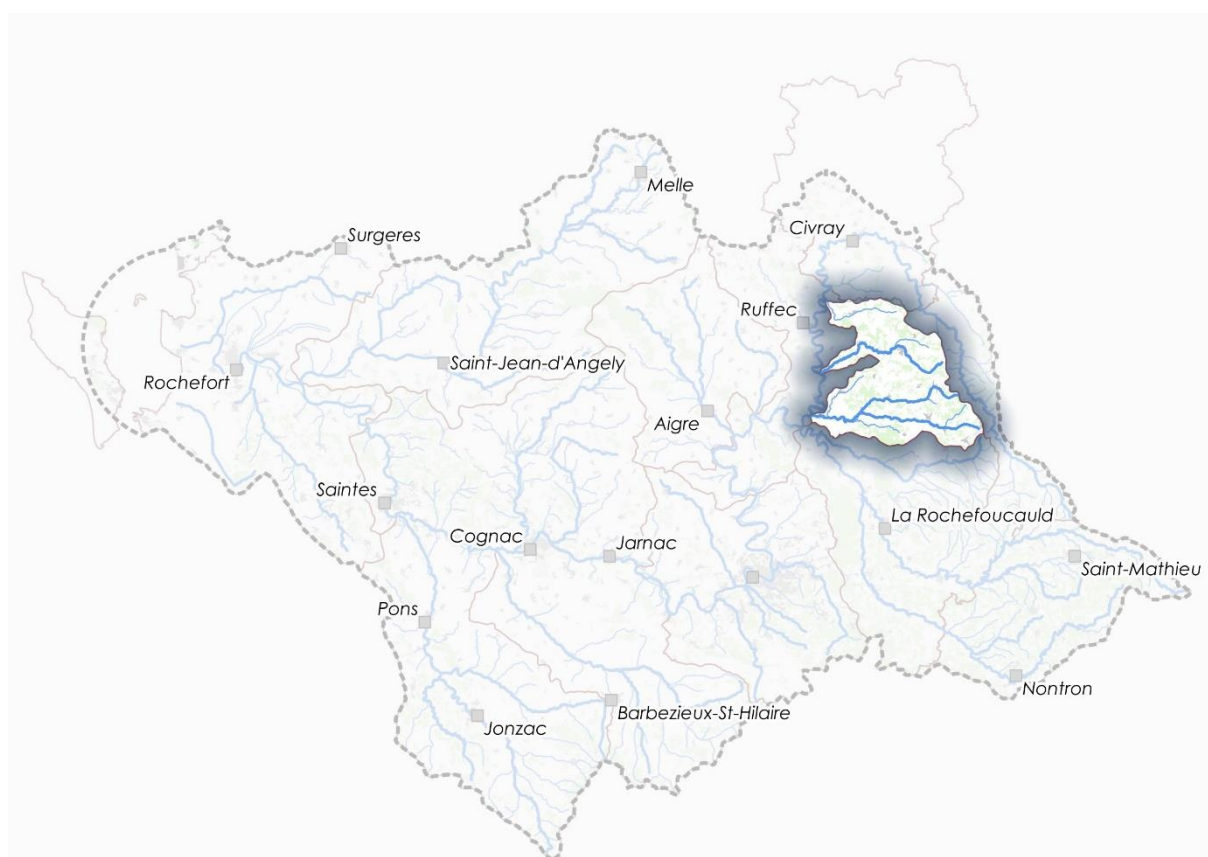 Melle
Civray
Surgeres
Ruffec
Saint-Jean-d'Angely
Rochefort
Aigre
Saintes
La Rochefoucauld
Cognac
Jarnac
Saint-Mathieu
Pons
Nontron
Barbezieux-St-Hilaire
Jonzac